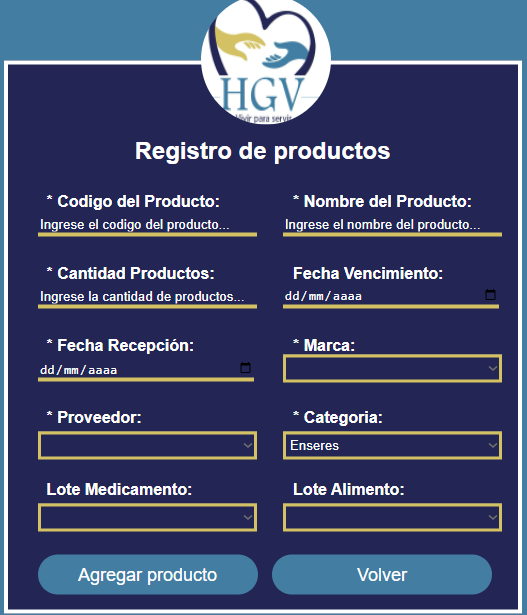 HGV
Vivir para servir
Registro de productos
* Codigo del Producto:
* Nombre del Producto:
Ingrese el codigo del producto...
Ingrese el nombre del producto...
* Cantidad Productos:
Fecha Vencimiento:
Ingrese la cantidad de productos...
dd/mm/aaaa
* Fecha Recepción:
* Marca:
dd/mm/aaaa
* Proveedor:
* Categoria:
Enseres
Lote Medicamento:
Lote Alimento:
Agregar producto
Volver